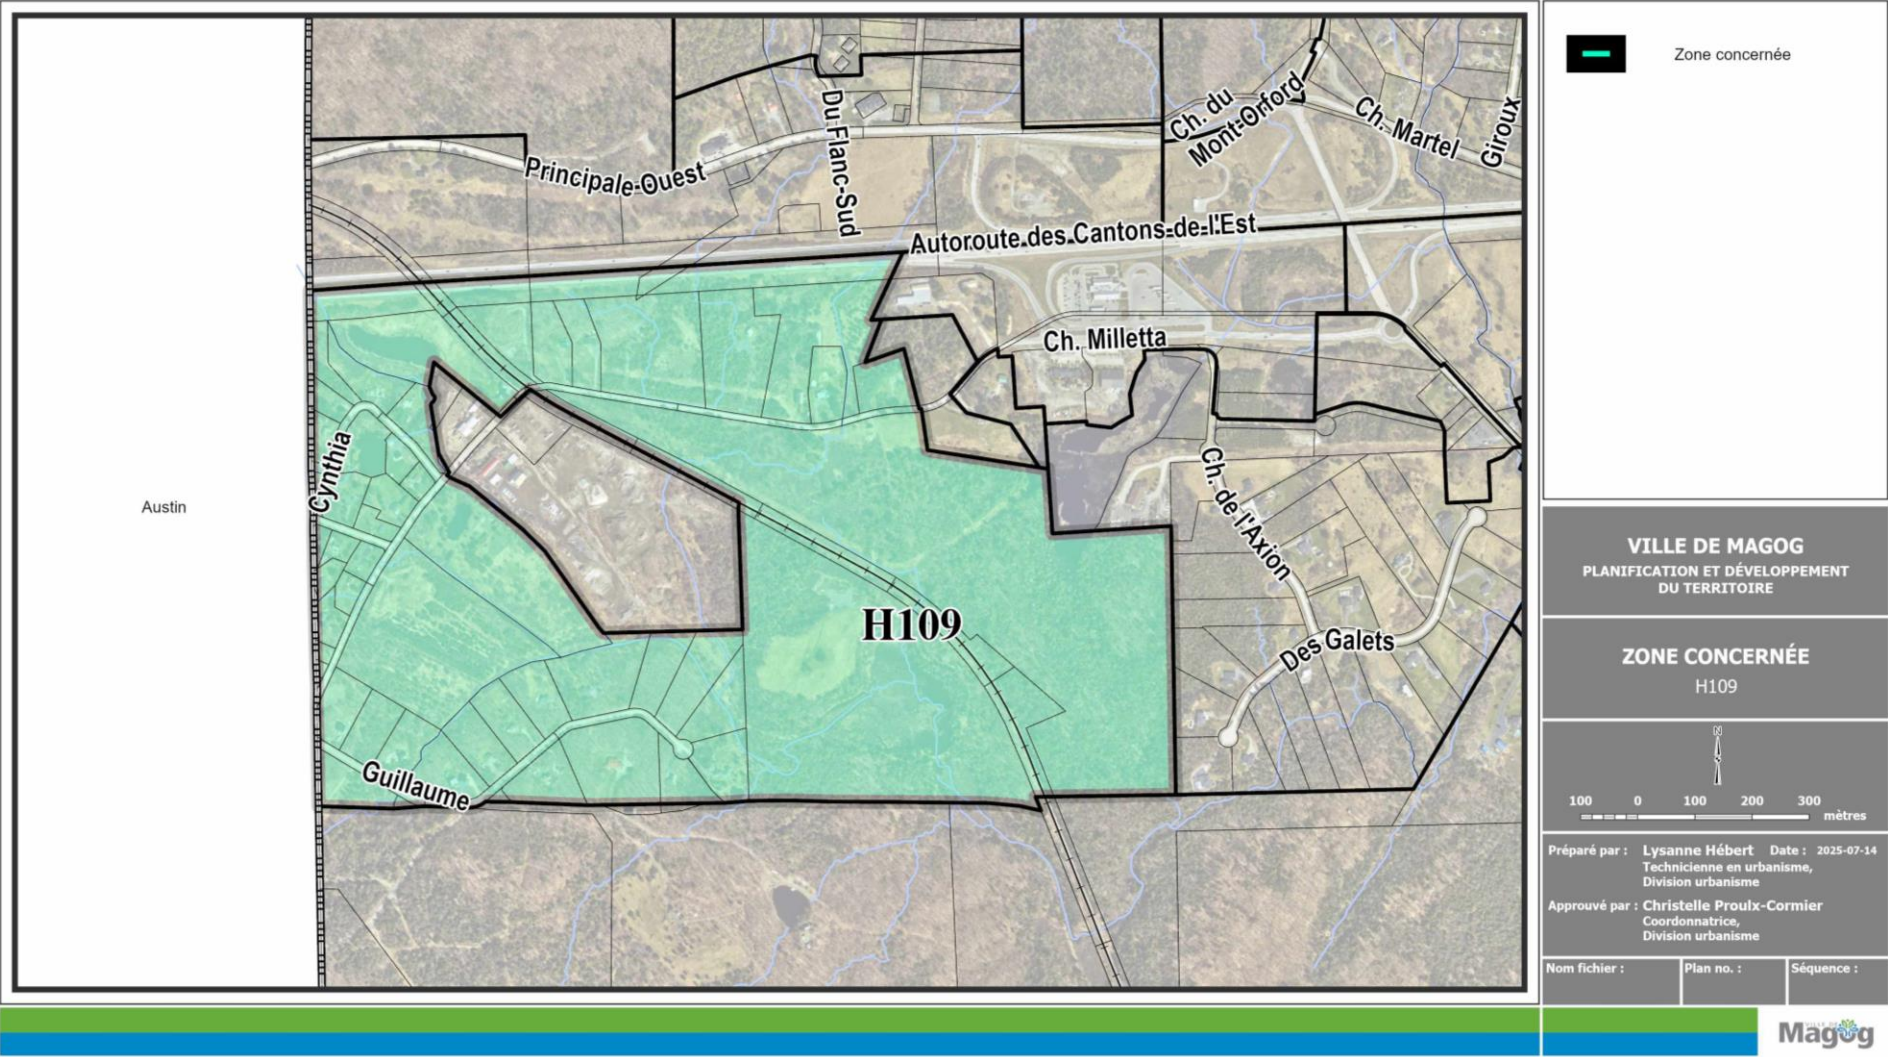 Zone concernée
Du Flanc-Sud
Principale-Ouest
Ch. du
Mont-Orford
Ch. Martel
Giroux
Autoroute des Cantons-de-l'Est
Ch. Milletta
Cynthia
Austin
Ch. de l'Axion
H109
Des Galets
Guillaume
VILLE DE MAGOG
PLANIFICATION ET DÉVELOPPEMENT
DU TERRITOIRE
ZONE CONCERNÉE
H109
N
100 0 100 200 300
mètres
Préparé par : Lysanne Hébert Date : 2025-07-14
Technicienne en urbanisme,
Division urbanisme
Approuvé par : Christelle Proulx-Cormier
Coordonnatrice,
Division urbanisme
Nom fichier : Plan no. : Séquence :
VILLE DE
Magog